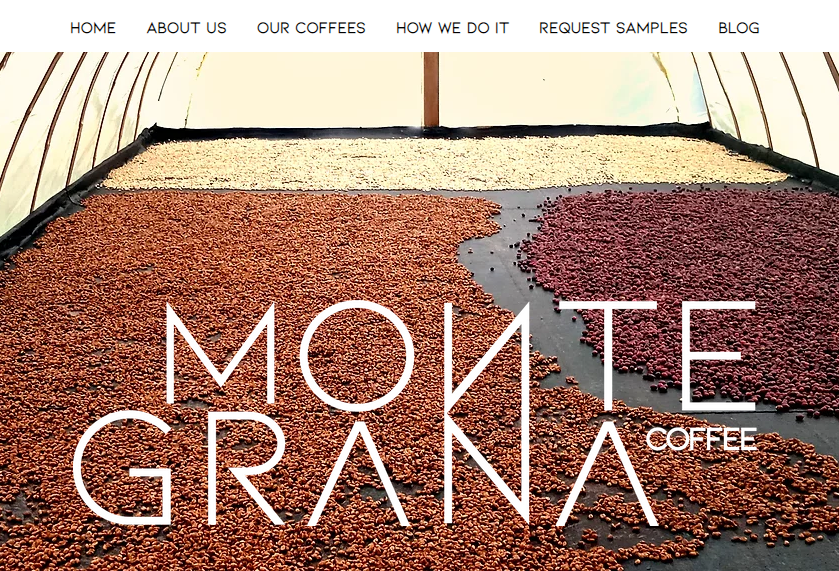 HOME ABOUT US OUR COFFEES HOW WE DO IT REQUEST SAMPLES BLOG
MONTE
GRANA
COFFEE